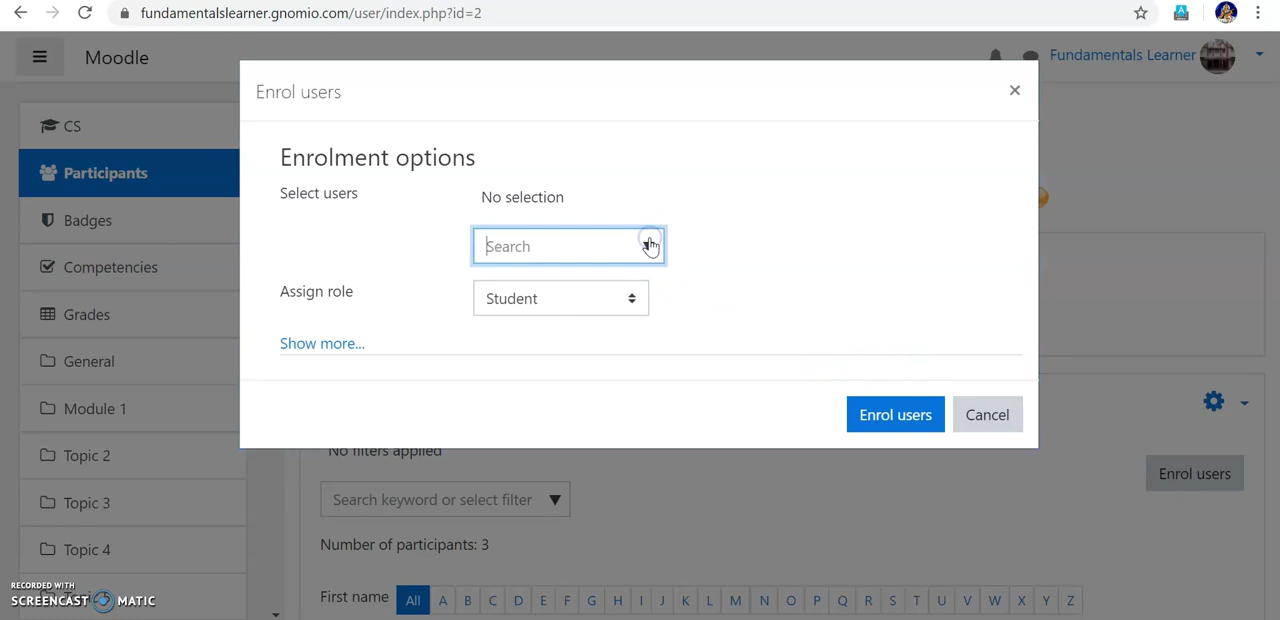 fundamentalslearner.gnomio.com/user/index.php?id=2
Moodle
Fundamentals Learner
Enrol users
CS
Enrolment options
Participants
Select users
No selection
Badges
Search
Competencies
Assign role
Student
Grades
Show more...
General
Module 1
Enrol users
Cancel
No filters applied
Topic 2
Enrol users
Topic 3
Search keyword or select filter
Topic 4
Number of participants: 3
RECORDED WITH
SCREENCAST MATIC
First name All A B C D E F G H I J K L M N O P Q R S T U V W X Y Z